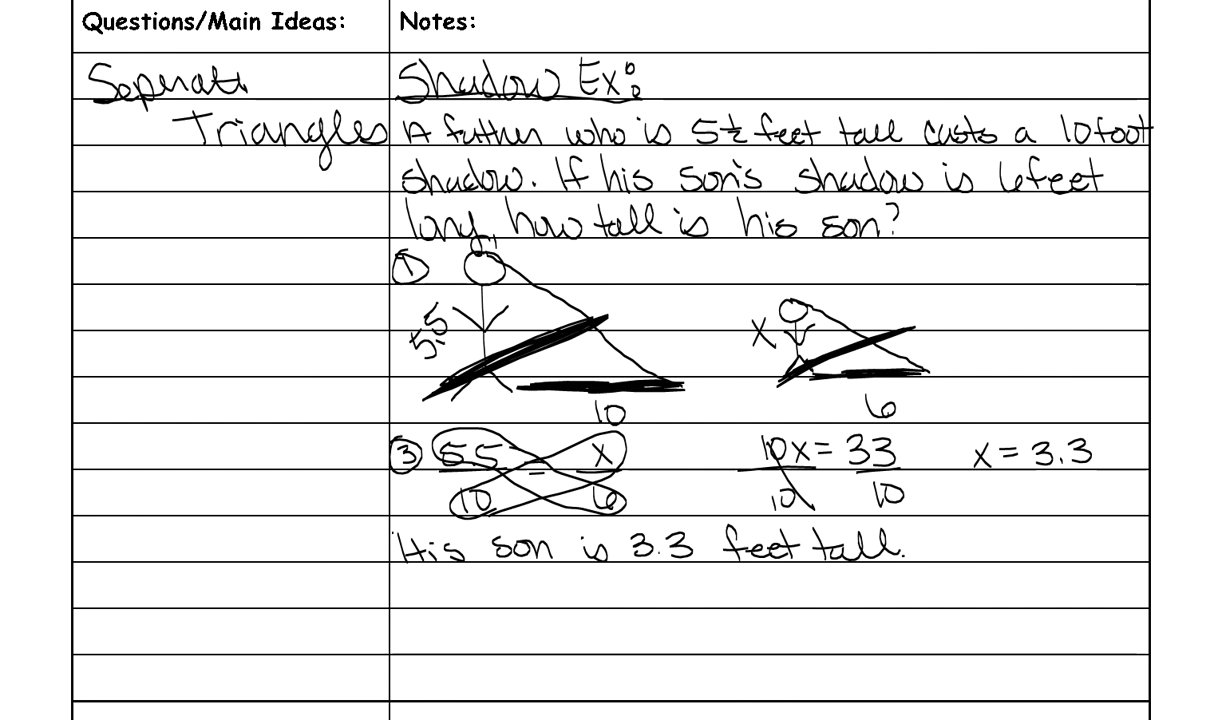 Questions/Main Ideas:
Notes:
Seperate
Triangles
Shadow Ex:
A father who is 5½ feet tall casts a 10 foot
shadow. If his son's shadow is 6 feet
long, how tall is his son?
1
5.5
x
10
6
3 5.5 = x 10x = 33 x = 3.3
10 6 10 10
His son is 3.3 feet tall.